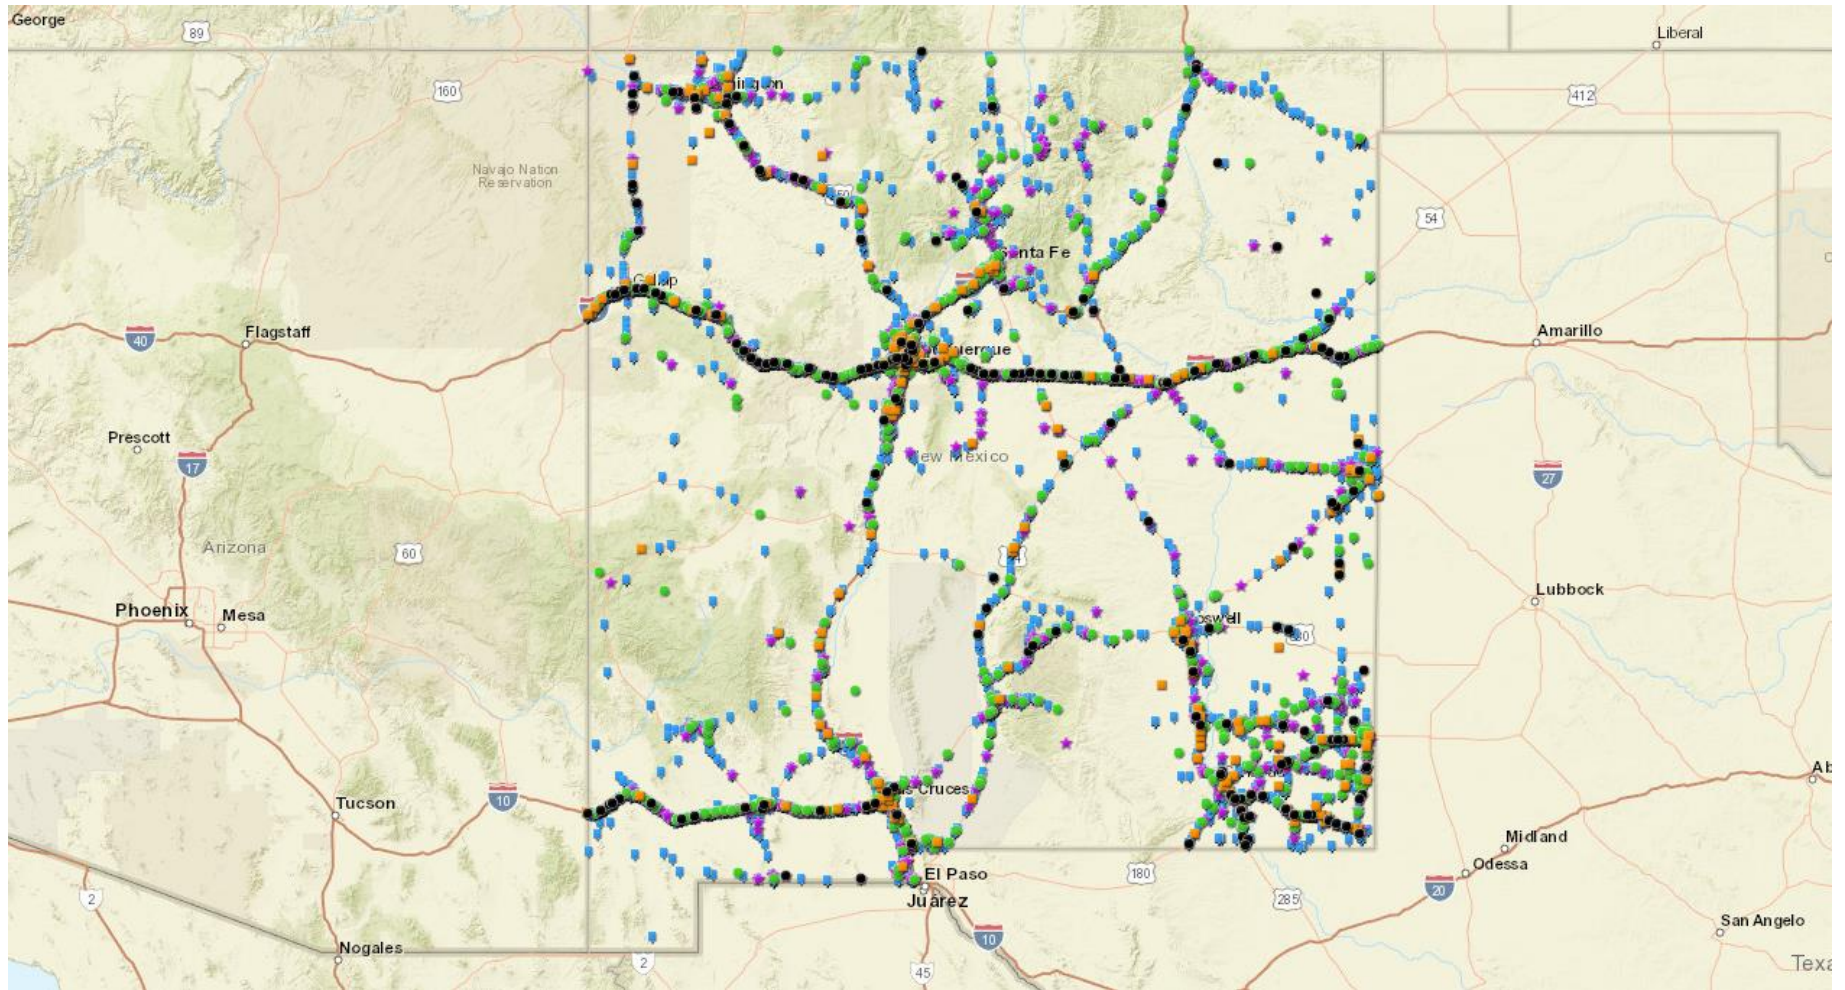 George
89
Liberal
160
412
Navajo Nation
Reservation
54
Santa Fe
Gallup
40
Flagstaff
Amarillo
Prescott
17
New Mexico
27
Arizona
60
Lubbock
Phoenix
Mesa
Roswell
380
Las Cruces
10
Tucson
Midland
Odessa
El Paso
Juárez
180
20
285
2
San Angelo
10
Nogales
2
45